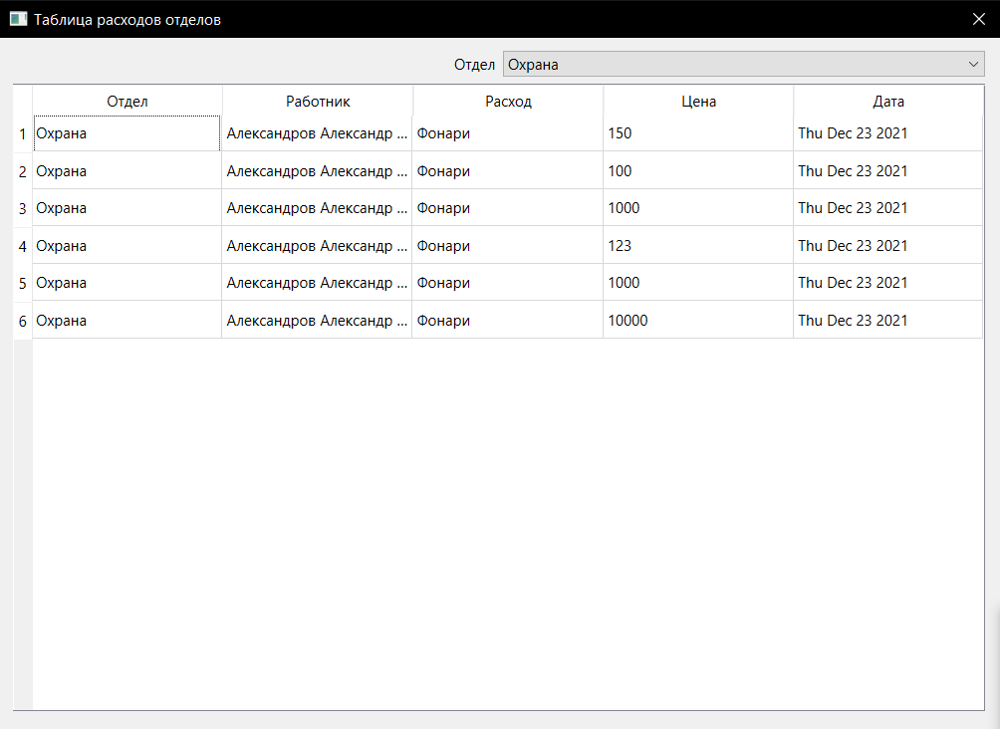 Таблица расходов отделов
Отдел Охрана
Отдел Работник Расход Цена Дата
1 Охрана Александров Александр ... Фонари 150 Thu Dec 23 2021
2 Охрана Александров Александр ... Фонари 100 Thu Dec 23 2021
3 Охрана Александров Александр ... Фонари 1000 Thu Dec 23 2021
4 Охрана Александров Александр ... Фонари 123 Thu Dec 23 2021
5 Охрана Александров Александр ... Фонари 1000 Thu Dec 23 2021
6 Охрана Александров Александр ... Фонари 10000 Thu Dec 23 2021